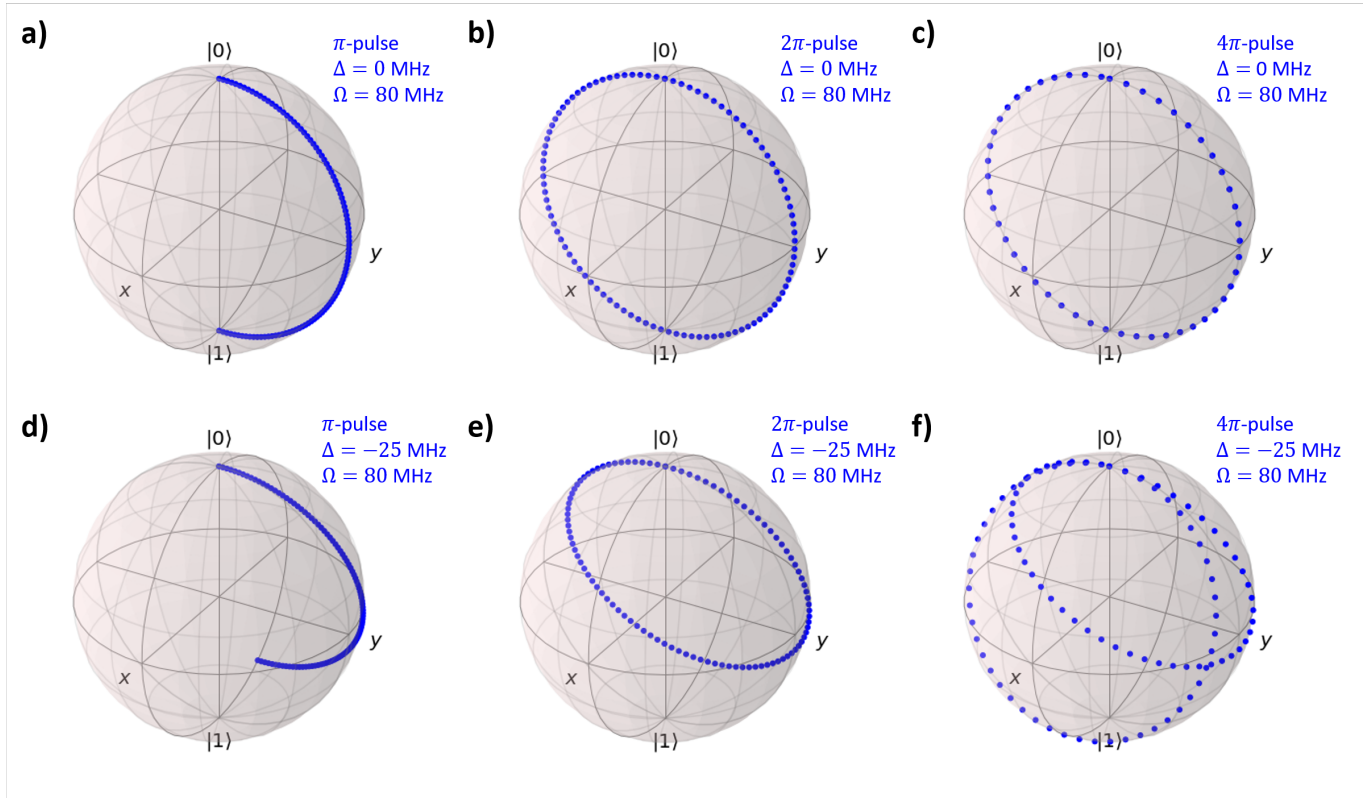 a)
|0⟩
π-pulse
Δ = 0 MHz
Ω = 80 MHz
x
y
|1⟩
b)
|0⟩
2π-pulse
Δ = 0 MHz
Ω = 80 MHz
x
y
|1⟩
c)
|0⟩
4π-pulse
Δ = 0 MHz
Ω = 80 MHz
x
y
|1⟩
d)
|0⟩
π-pulse
Δ = −25 MHz
Ω = 80 MHz
x
y
|1⟩
e)
|0⟩
2π-pulse
Δ = −25 MHz
Ω = 80 MHz
x
y
|1⟩
f)
|0⟩
4π-pulse
Δ = −25 MHz
Ω = 80 MHz
x
y
|1⟩